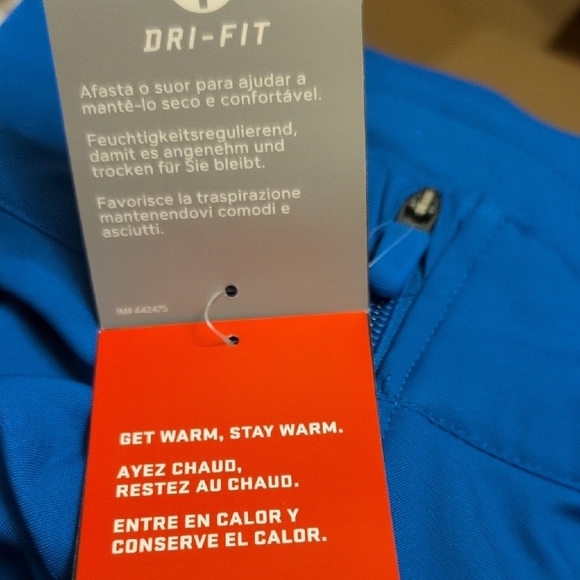 DRI-FIT
Afasta o suor para ajudar a
mantê-lo seco e confortável.
Feuchtigkeitsregulierend,
damit es angenehm und
trocken für Sie bleibt.
Favorisce la traspirazione
mantenendovi comodi e
asciutti.
IM# 442475
GET WARM, STAY WARM.
AYEZ CHAUD,
RESTEZ AU CHAUD.
ENTRE EN CALOR Y
CONSERVE EL CALOR.